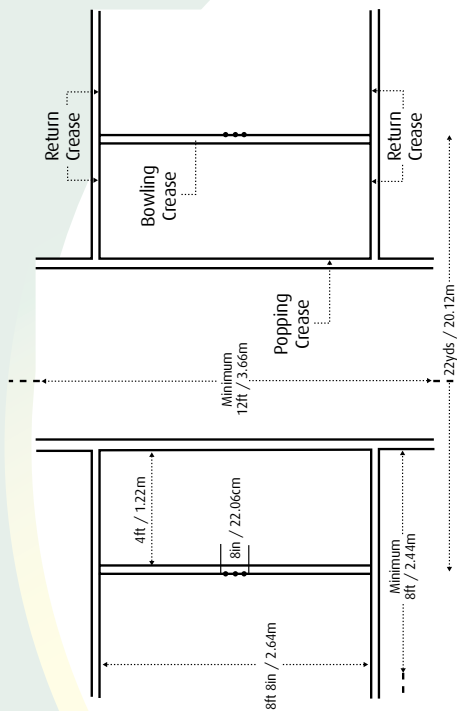 Return
Crease
Bowling
Crease
Return
Crease
Popping
Crease
22yds / 20.12m
Minimum
12ft / 3.66m
4ft / 1.22m
8in / 22.06cm
Minimum
8ft / 2.44m
8ft 8in / 2.64m